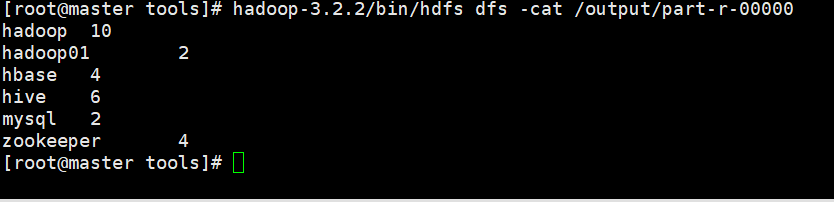 [root@master tools]# hadoop-3.2.2/bin/hdfs dfs -cat /output/part-r-00000
hadoop	10
hadoop01	2
hbase	4
hive	6
mysql	2
zookeeper	4
[root@master tools]#